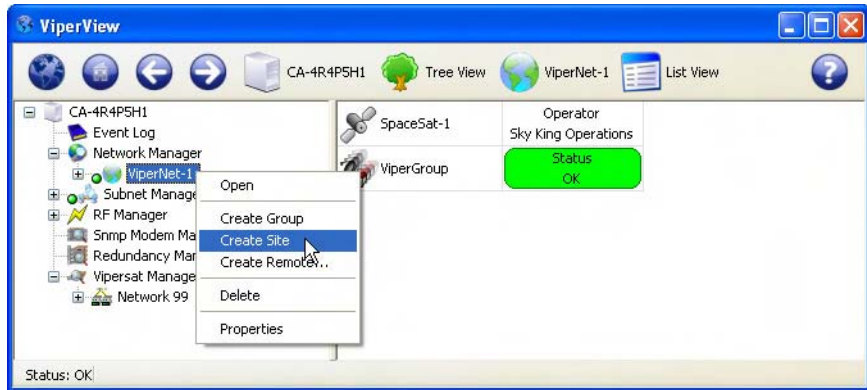 ViperView
CA-4R4P5H1 Tree View ViperNet-1 List View
CA-4R4P5H1
Event Log
Network Manager
ViperNet-1
Subnet Manage
RF Manager
Snmp Modem Ma
Redundancy Mar
Vipersat Manage
Network 99
Open
Create Group
Create Site
Create Remote...
Delete
Properties
SpaceSat-1
Operator
Sky King Operations
ViperGroup
Status
OK
Status: OK